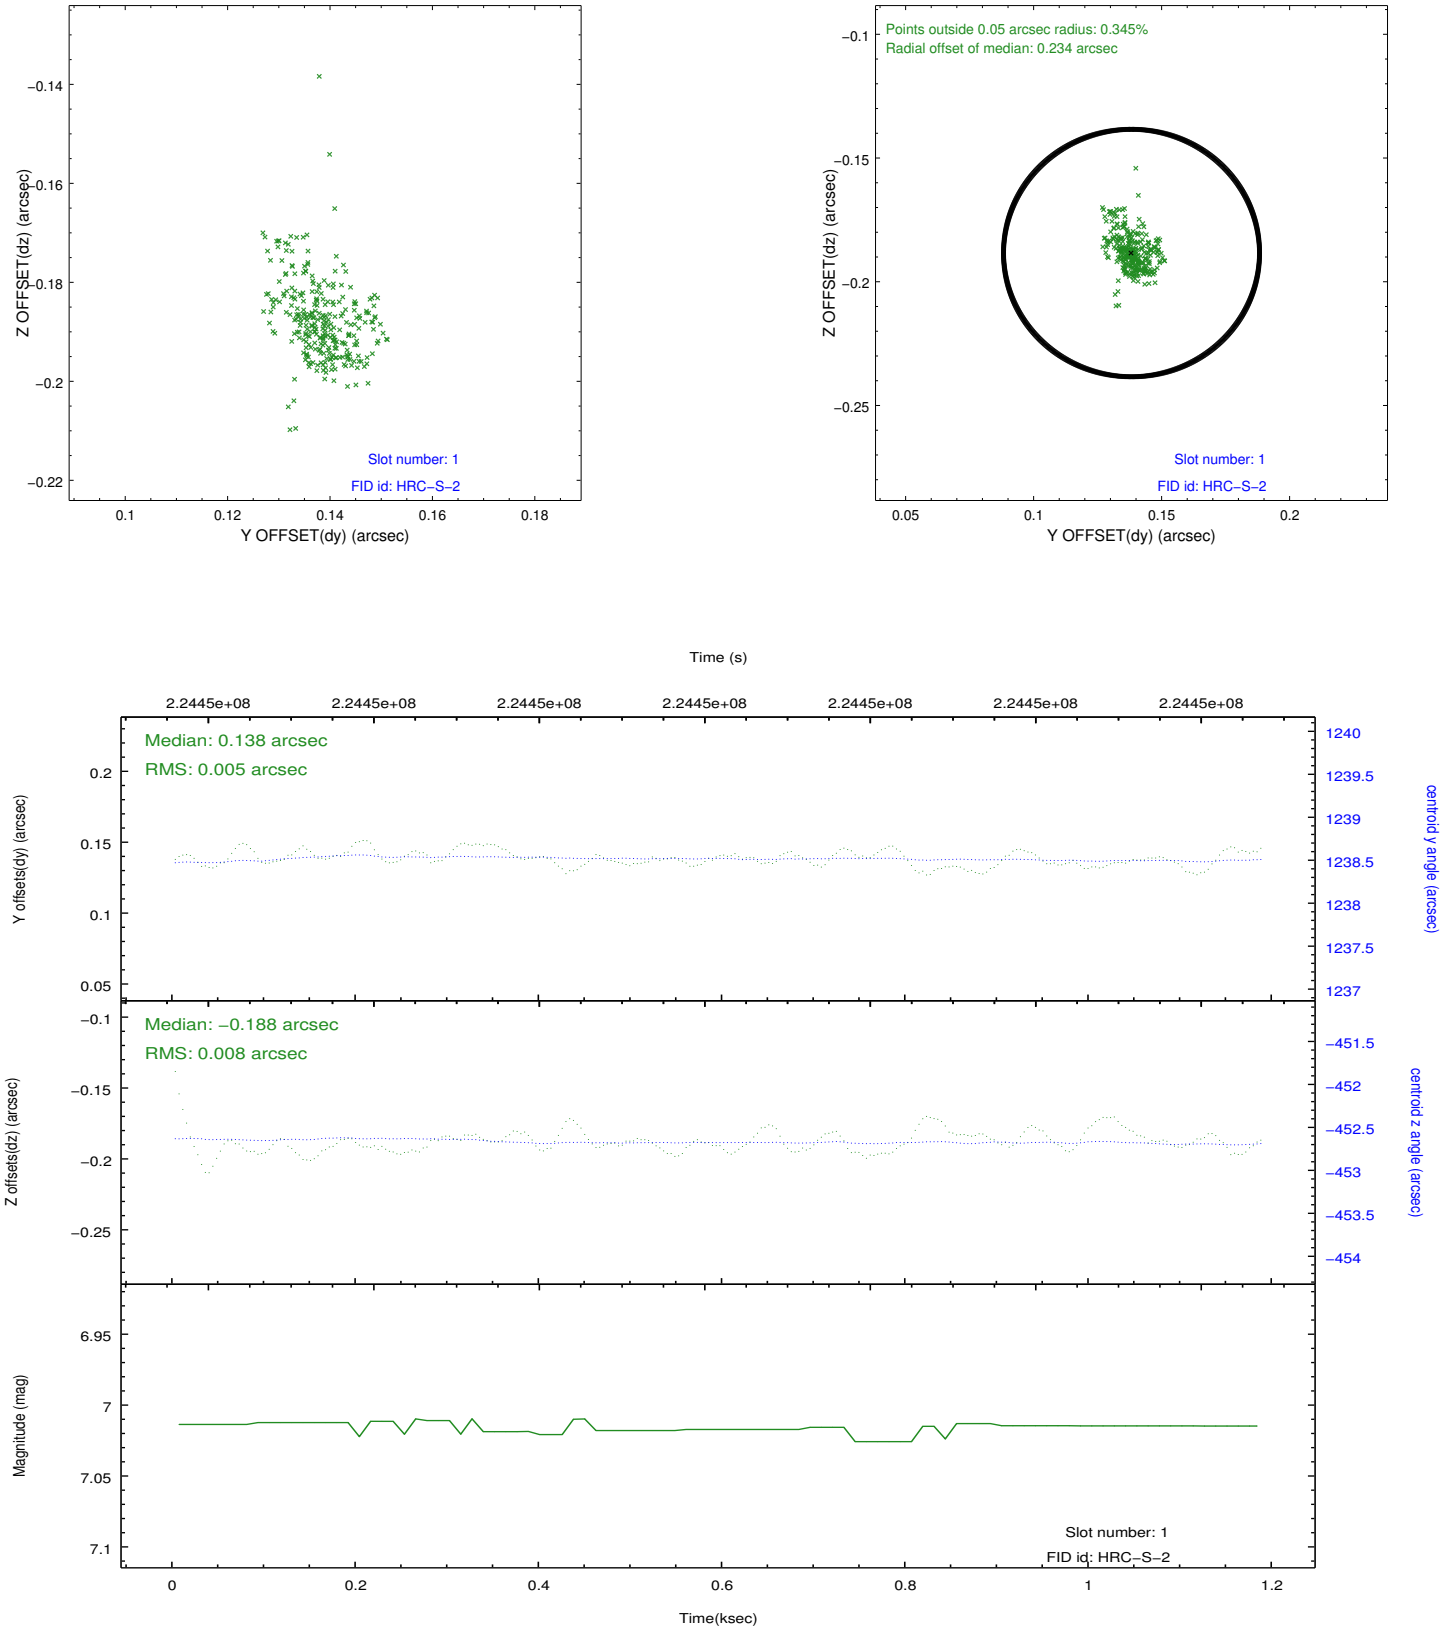 −0.14
−0.16
−0.18
−0.2
−0.22
Z OFFSET(dz) (arcsec)
Slot number: 1
FID id: HRC−S−2
0.1
0.12
0.14
0.16
0.18
Y OFFSET(dy) (arcsec)
Points outside 0.05 arcsec radius: 0.345%
Radial offset of median: 0.234 arcsec
−0.1
−0.15
−0.2
−0.25
Z OFFSET(dz) (arcsec)
Slot number: 1
FID id: HRC−S−2
0.05
0.1
0.15
0.2
Y OFFSET(dy) (arcsec)
Time (s)
2.2445e+08
2.2445e+08
2.2445e+08
2.2445e+08
2.2445e+08
2.2445e+08
2.2445e+08
Median: 0.138 arcsec
RMS: 0.005 arcsec
0.2
0.15
0.1
0.05
Y offsets(dy) (arcsec)
1240
1239.5
1239
1238.5
1238
1237.5
1237
centroid y angle (arcsec)
Median: −0.188 arcsec
RMS: 0.008 arcsec
−0.1
−0.15
−0.2
−0.25
Z offsets(dz) (arcsec)
−451.5
−452
−452.5
−453
−453.5
−454
centroid z angle (arcsec)
6.95
7
7.05
7.1
Magnitude (mag)
Slot number: 1
FID id: HRC−S−2
0
0.2
0.4
0.6
0.8
1
1.2
Time(ksec)